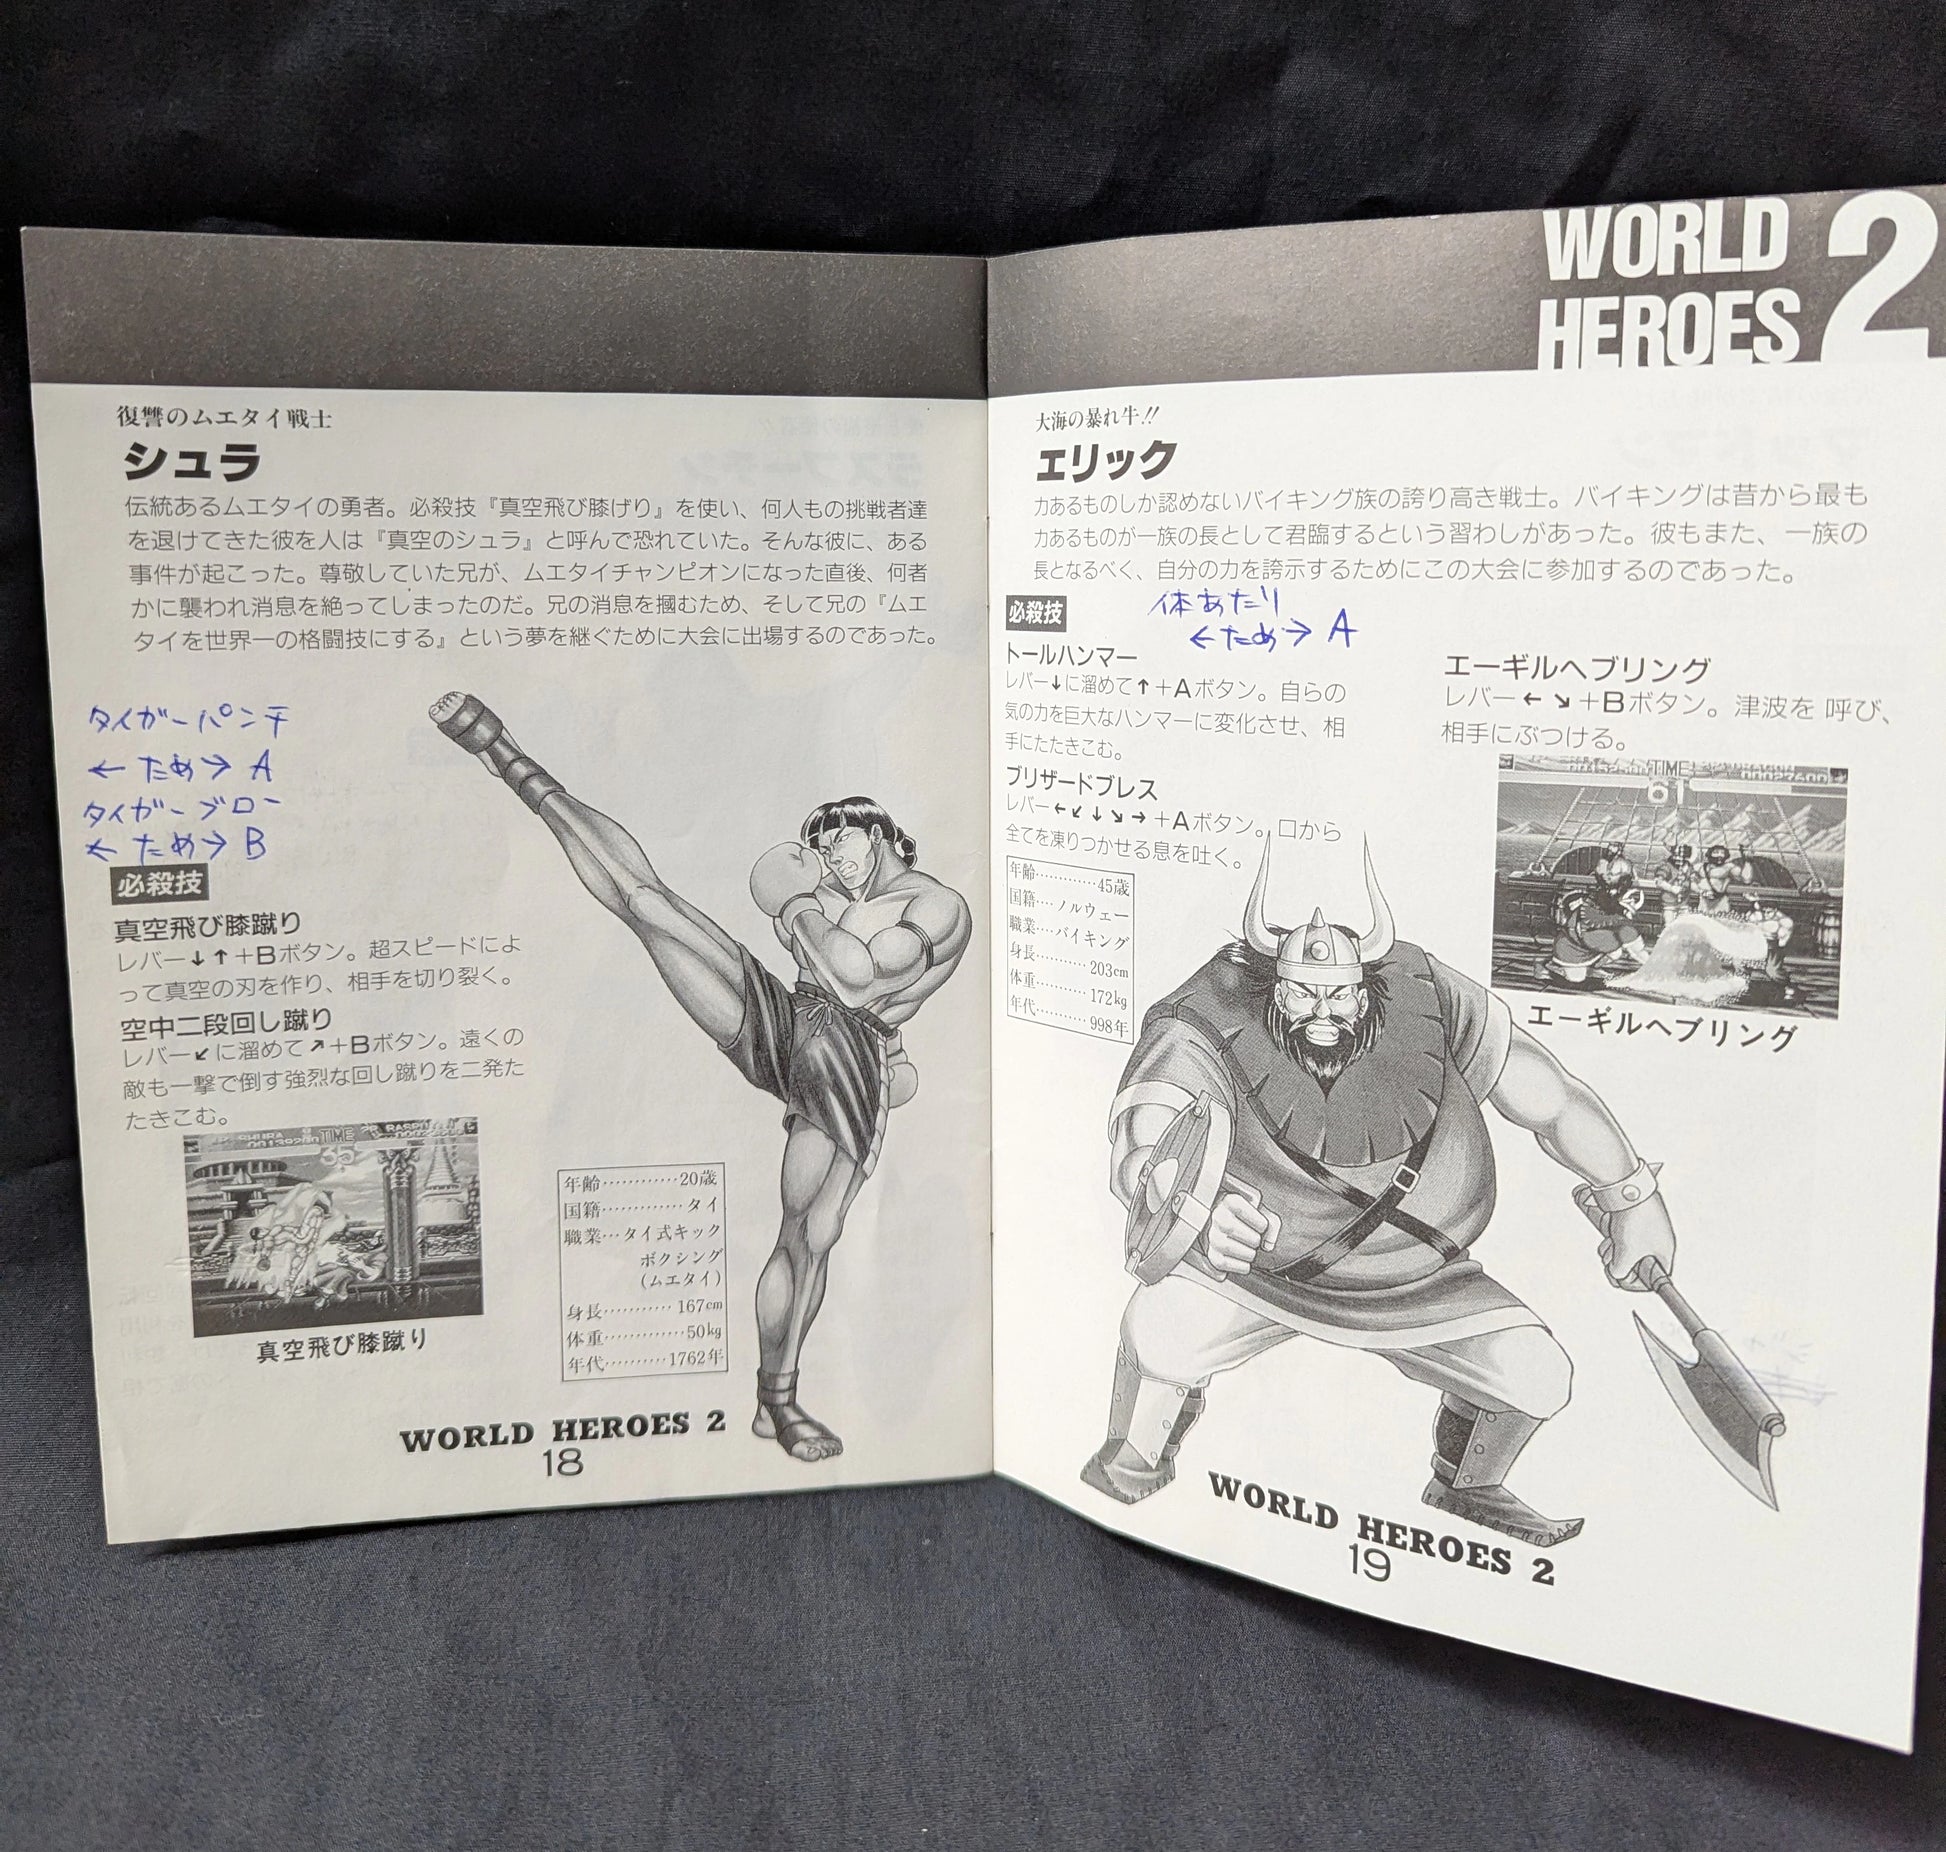 復讐のムエタイ戦士
シュラ
伝統あるムエタイの勇者。必殺技『真空飛び膝げり』を使い、何人もの挑戦者達
を退けてきた彼を人は『真空のシュラ』と呼んで恐れていた。そんな彼に、ある
事件が起こった。尊敬していた兄が、ムエタイチャンピオンになった直後、何者
かに襲われ消息を絶ってしまったのだ。兄の消息を掴むため、そして兄の『ムエ
タイを世界一の格闘技にする』という夢を継ぐために大会に出場するのであった。
タイガーパンチ
←ため→ A
タイガーブロー
←ため→ B
必殺技
真空飛び膝蹴り
レバー↓↑+Bボタン。超スピードによ
って真空の刃を作り、相手を切り裂く。
空中二段回し蹴り
レバー↙に溜めて↗+Bボタン。遠くの
敵も一撃で倒す強烈な回し蹴りを二発た
たきこむ。
TIME
真空飛び膝蹴り
年齢…………20歳
国籍…………タイ
職業…タイ式キック
ボクシング
(ムエタイ)
身長…………167cm
体重…………50kg
年代…………1762年
WORLD HEROES 2
18
WORLD
HEROES 2
大海の暴れ牛!!
エリック
力あるものしか認めないバイキング族の誇り高き戦士。バイキングは昔から最も
力あるものが一族の長として君臨するという習わしがあった。彼もまた、一族の
長となるべく、自分の力を誇示するためにこの大会に参加するのであった。
必殺技
体あたり
←ため→ A
トールハンマー
レバー↓に溜めて↑+Aボタン。自らの
気の力を巨大なハンマーに変化させ、相
手にたたきこむ。
ブリザードブレス
レバー←↙↓↘→+Aボタン。口から
全てを凍りつかせる息を吐く。
年齢…………45歳
国籍…ノルウェー
職業…バイキング
身長…………203cm
体重…………172kg
年代…………998年
エーギルヘブリング
レバー←↘+Bボタン。津波を 呼び、
相手にぶつける。
TIME
61
エーギルヘブリング
WORLD HEROES 2
19